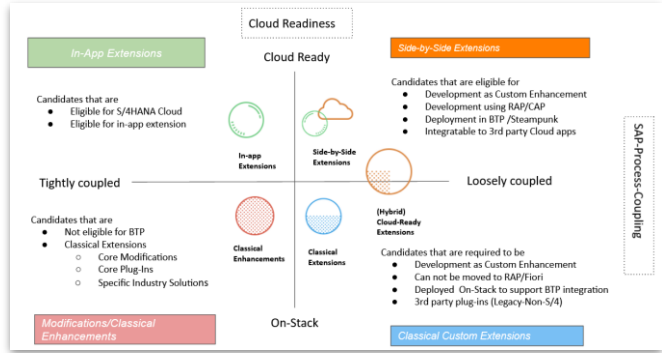 Cloud Readiness
In-App Extensions
Cloud Ready
Side-by-Side Extensions
Candidates that are
Eligible for S/4HANA Cloud
Eligible for in-app extension
Candidates that are eligible for
Development as Custom Enhancement
Development using RAP/CAP
Deployment in BTP /Steampunk
Integratable to 3rd party Cloud apps
In-app
Extensions
Side-by-Side
Extensions
SAP-Process-Coupling
Tightly coupled
Loosely coupled
Candidates that are
Not eligible for BTP
Classical Extensions
Core Modifications
Core Plug-Ins
Specific Industry Solutions
Classical
Enhancements
Classical
Extensions
(Hybrid)
Cloud-Ready
Extensions
Candidates that are required to be
Development as Custom Enhancement
Can not be moved to RAP/Fiori
Deployed On-Stack to support BTP integration
3rd party plug-ins (Legacy-Non-S/4)
Modifications/Classical
Enhancements
On-Stack
Classical Custom Extensions